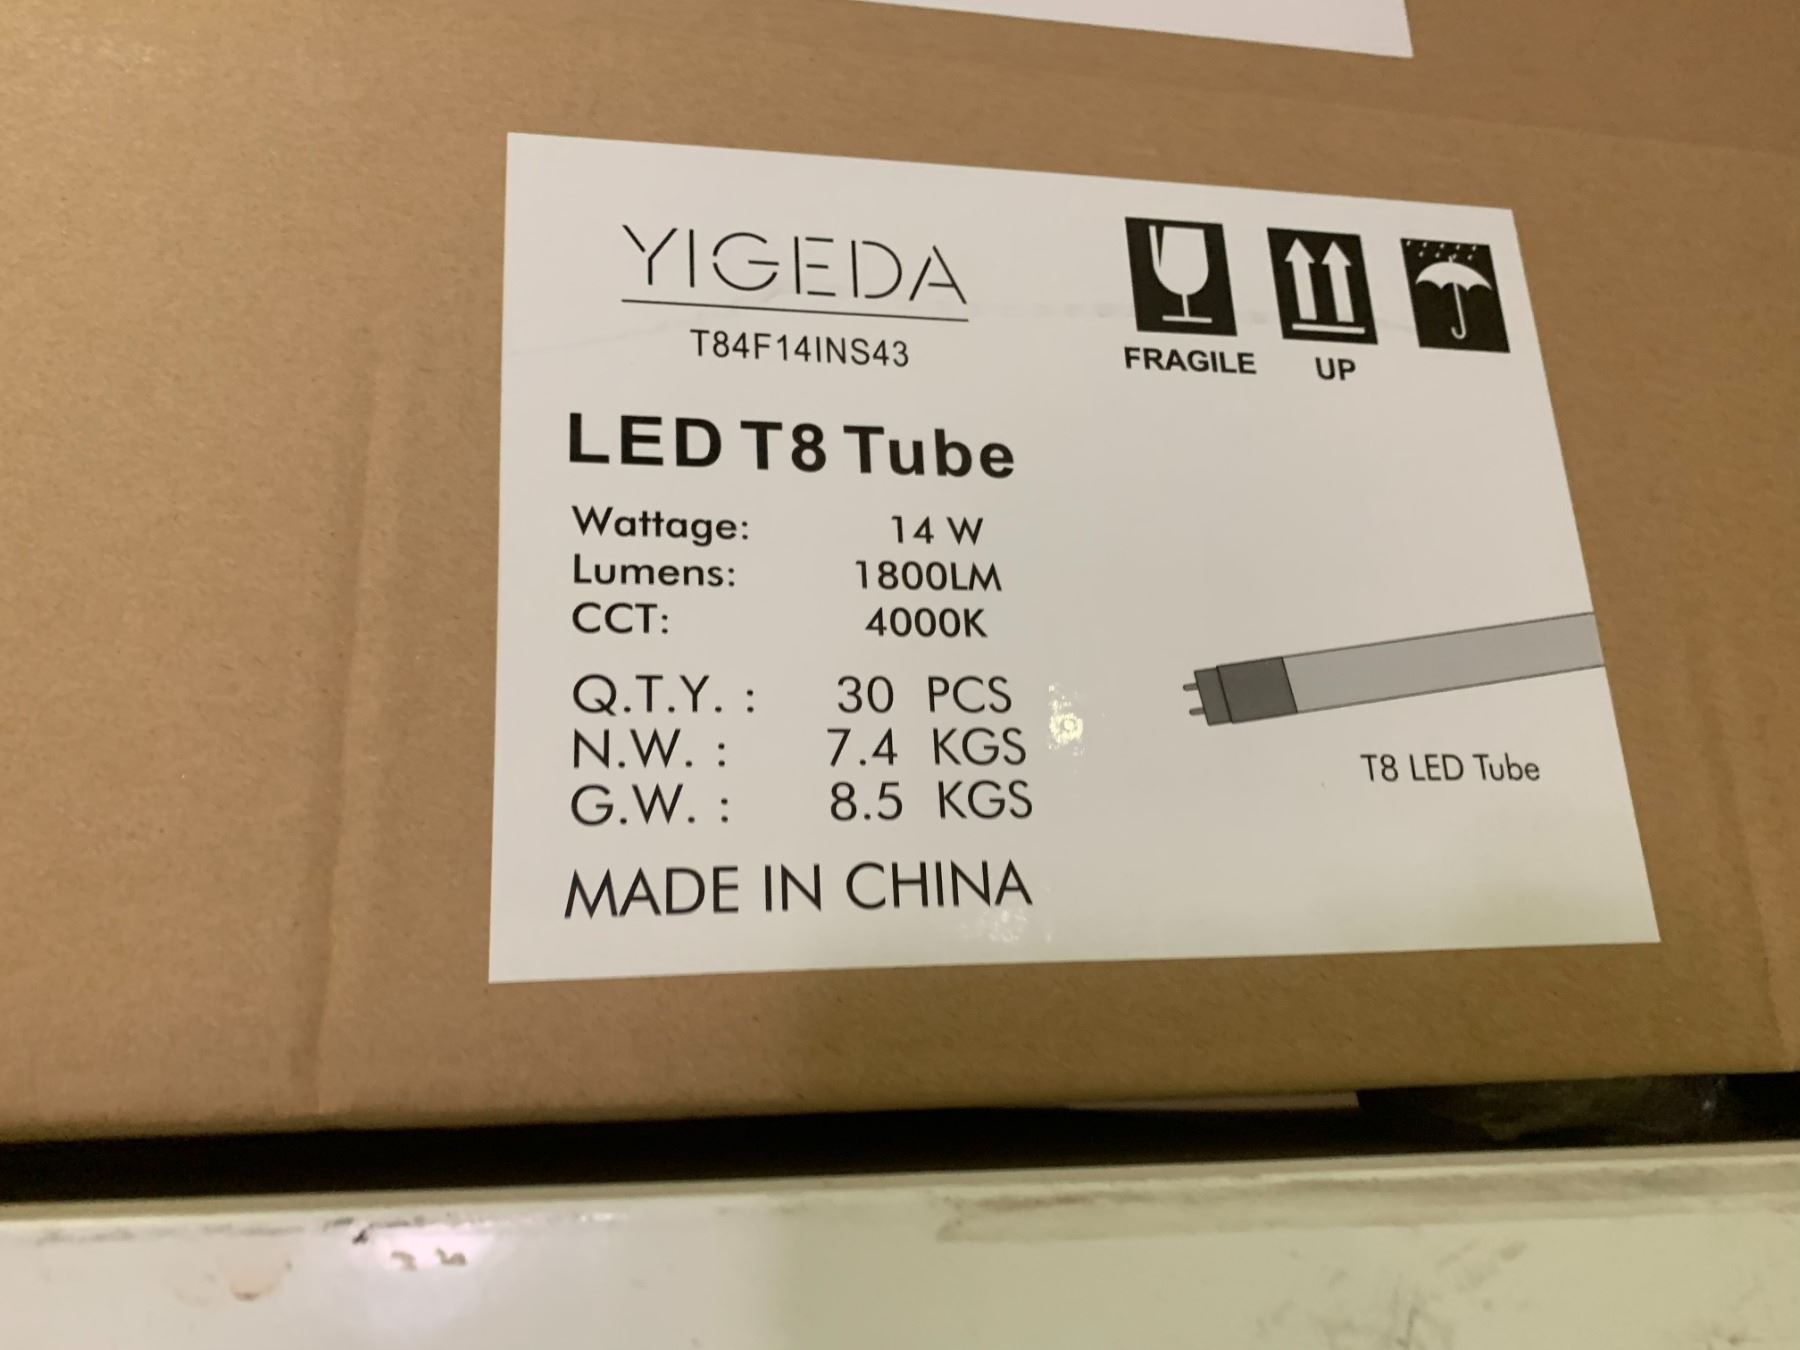 YIGEDA
T84F14INS43
FRAGILE
UP
LED T8 Tube
Wattage: 14 W
Lumens: 1800LM
CCT: 4000K
Q.T.Y. : 30 PCS
N.W. : 7.4 KGS
G.W. : 8.5 KGS
MADE IN CHINA
T8 LED Tube